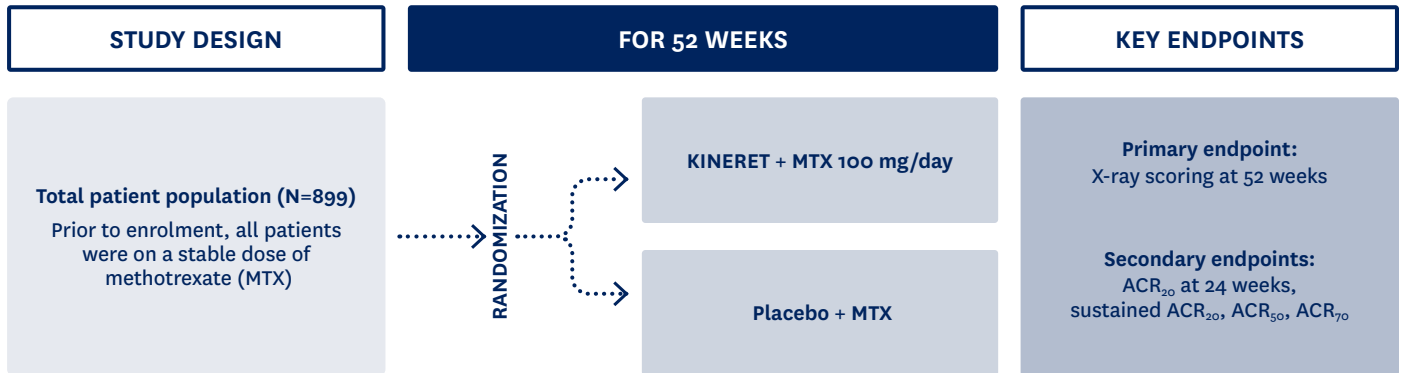 STUDY DESIGN
FOR 52 WEEKS
KEY ENDPOINTS
Total patient population (N=899)
Prior to enrolment, all patients
were on a stable dose of
methotrexate (MTX)
RANDOMIZATION
KINERET + MTX 100 mg/day
Placebo + MTX
Primary endpoint:
X-ray scoring at 52 weeks
Secondary endpoints:
ACR₂₀ at 24 weeks,
sustained ACR₂₀, ACR₅₀, ACR₇₀